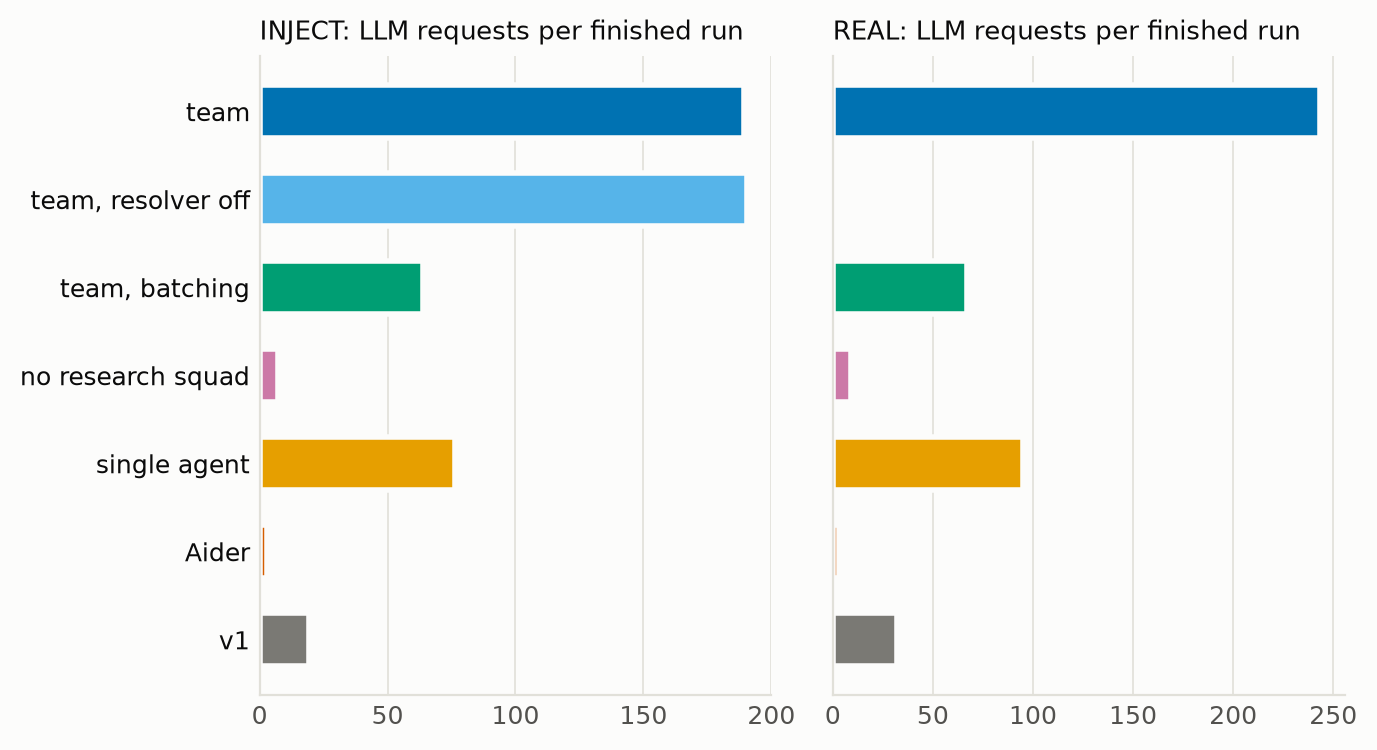 INJECT: LLM requests per finished run
REAL: LLM requests per finished run
team
team, resolver off
team, batching
no research squad
single agent
Aider
v1
0 50 100 150 200
0 50 100 150 200 250